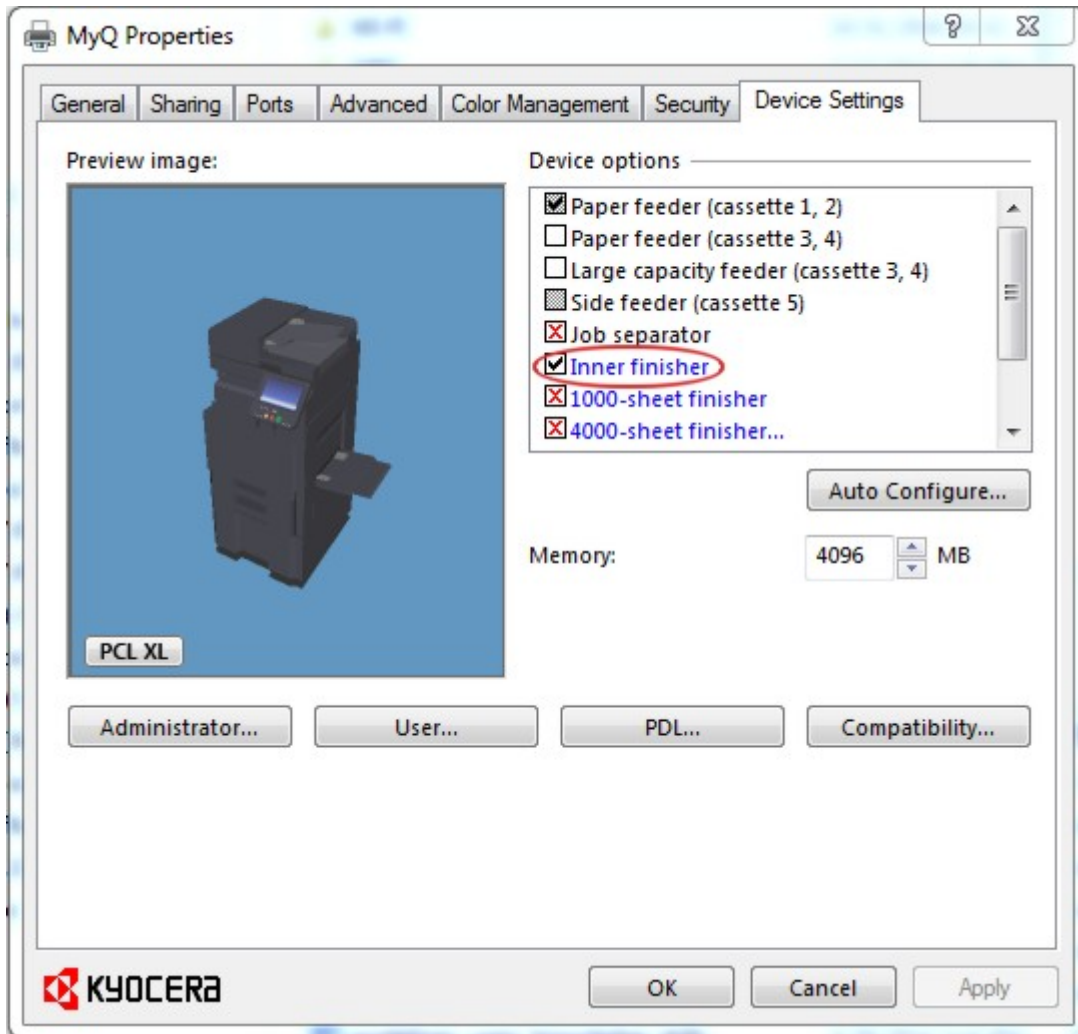 MyQ Properties
General Sharing Ports Advanced Color Management Security Device Settings
Preview image:
Device options
Paper feeder (cassette 1, 2)
Paper feeder (cassette 3, 4)
Large capacity feeder (cassette 3, 4)
Side feeder (cassette 5)
Job separator
Inner finisher
1000-sheet finisher
4000-sheet finisher...
Auto Configure...
Memory: 4096 MB
PCL XL
Administrator... User... PDL... Compatibility...
KYOCERA
OK Cancel Apply